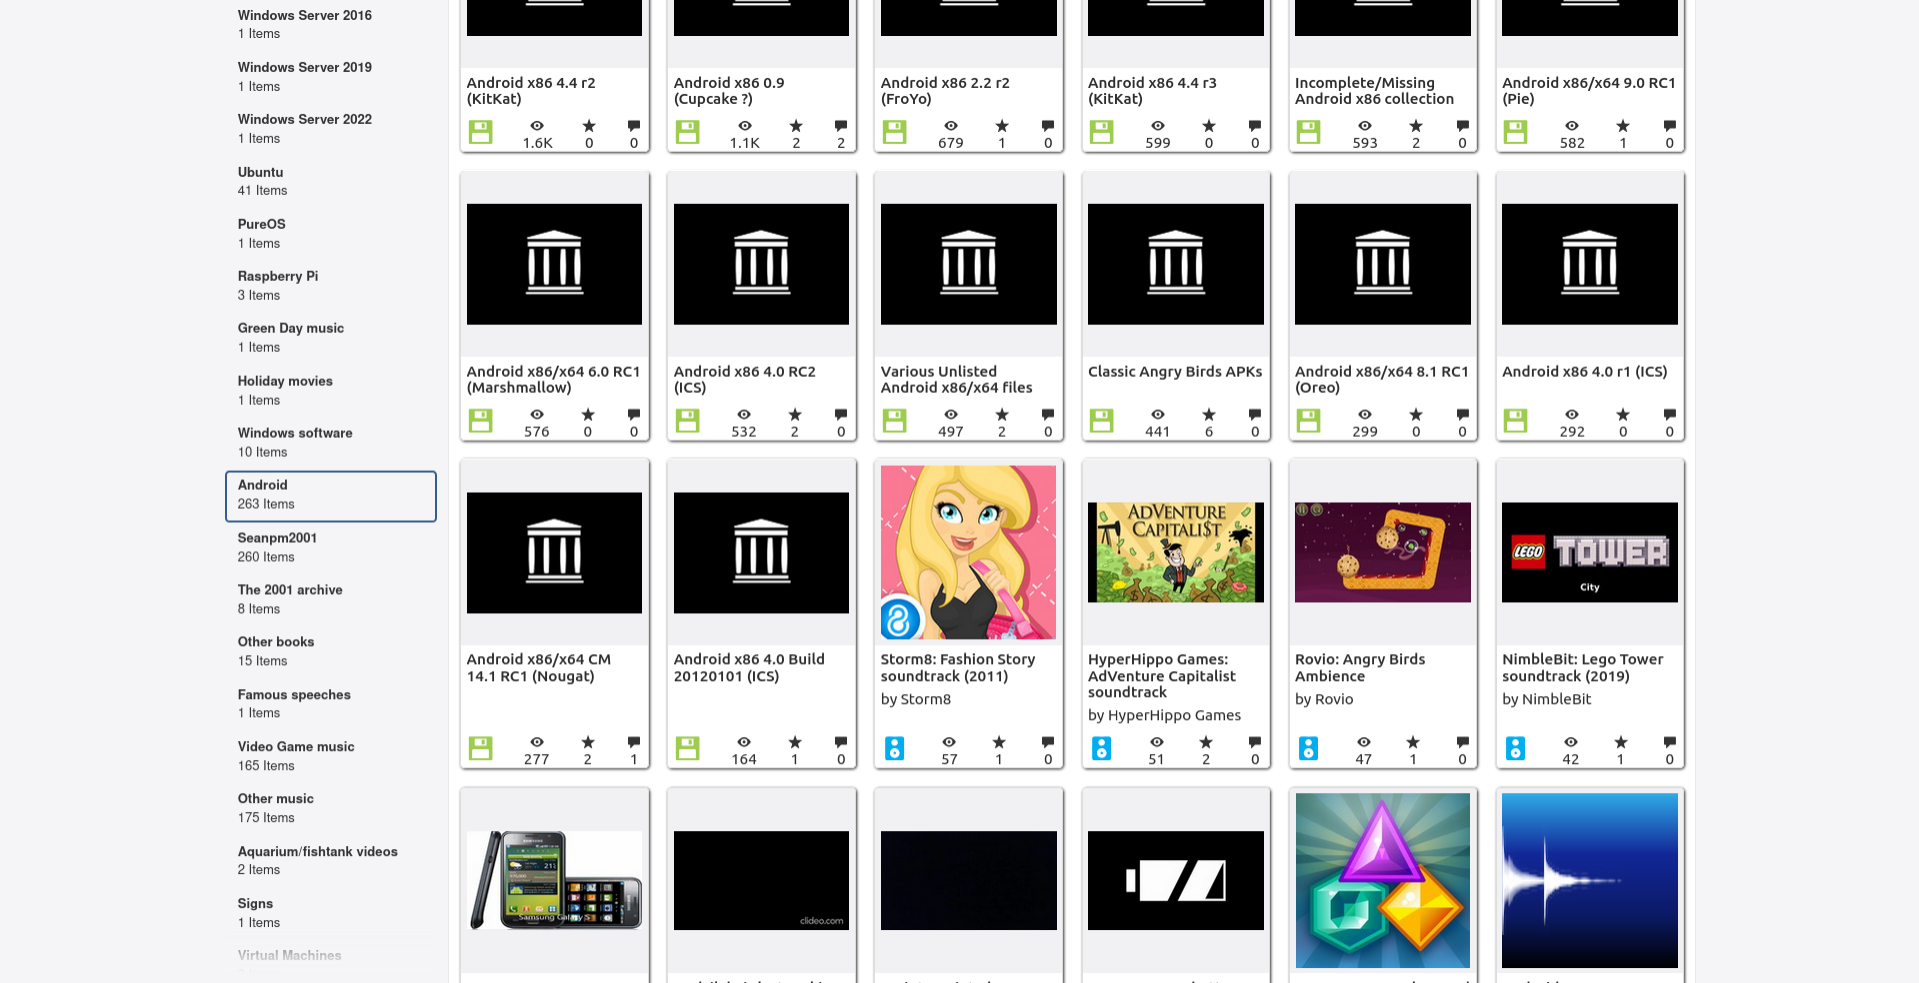 Windows Server 2016
1 Items
Windows Server 2019
1 Items
Windows Server 2022
1 Items
Ubuntu
41 Items
PureOS
1 Items
Raspberry Pi
3 Items
Green Day music
1 Items
Holiday movies
1 Items
Windows software
10 Items
Android
263 Items
Seanpm2001
260 Items
The 2001 archive
8 Items
Other books
15 Items
Famous speeches
1 Items
Video Game music
165 Items
Other music
175 Items
Aquarium/fishtank videos
2 Items
Signs
1 Items
Virtual Machines
Android x86 4.4 r2
(KitKat)
1.6K 0 0
Android x86 0.9
(Cupcake ?)
1.1K 2 2
Android x86 2.2 r2
(FroYo)
679 1 0
Android x86 4.4 r3
(KitKat)
599 0 0
Incomplete/Missing
Android x86 collection
593 2 0
Android x86/x64 9.0 RC1
(Pie)
582 1 0
Android x86/x64 6.0 RC1
(Marshmallow)
576 0 0
Android x86 4.0 RC2
(ICS)
532 2 0
Various Unlisted
Android x86/x64 files
497 2 0
Classic Angry Birds APKs
441 6 0
Android x86/x64 8.1 RC1
(Oreo)
299 0 0
Android x86 4.0 r1 (ICS)
292 0 0
Android x86/x64 CM
14.1 RC1 (Nougat)
277 2 1
Android x86 4.0 Build
20120101 (ICS)
164 1 0
Storm8: Fashion Story
soundtrack (2011)
by Storm8
57 1 0
ADVENTURE
CAPITALI$T
HyperHippo Games:
AdVenture Capitalist
soundtrack
by HyperHippo Games
51 2 0
Rovio: Angry Birds
Ambience
by Rovio
47 1 0
LEGO TOWER
City
NimbleBit: Lego Tower
soundtrack (2019)
by NimbleBit
42 1 0
SAMSUNG
Samsung Galaxy S
clideo.com